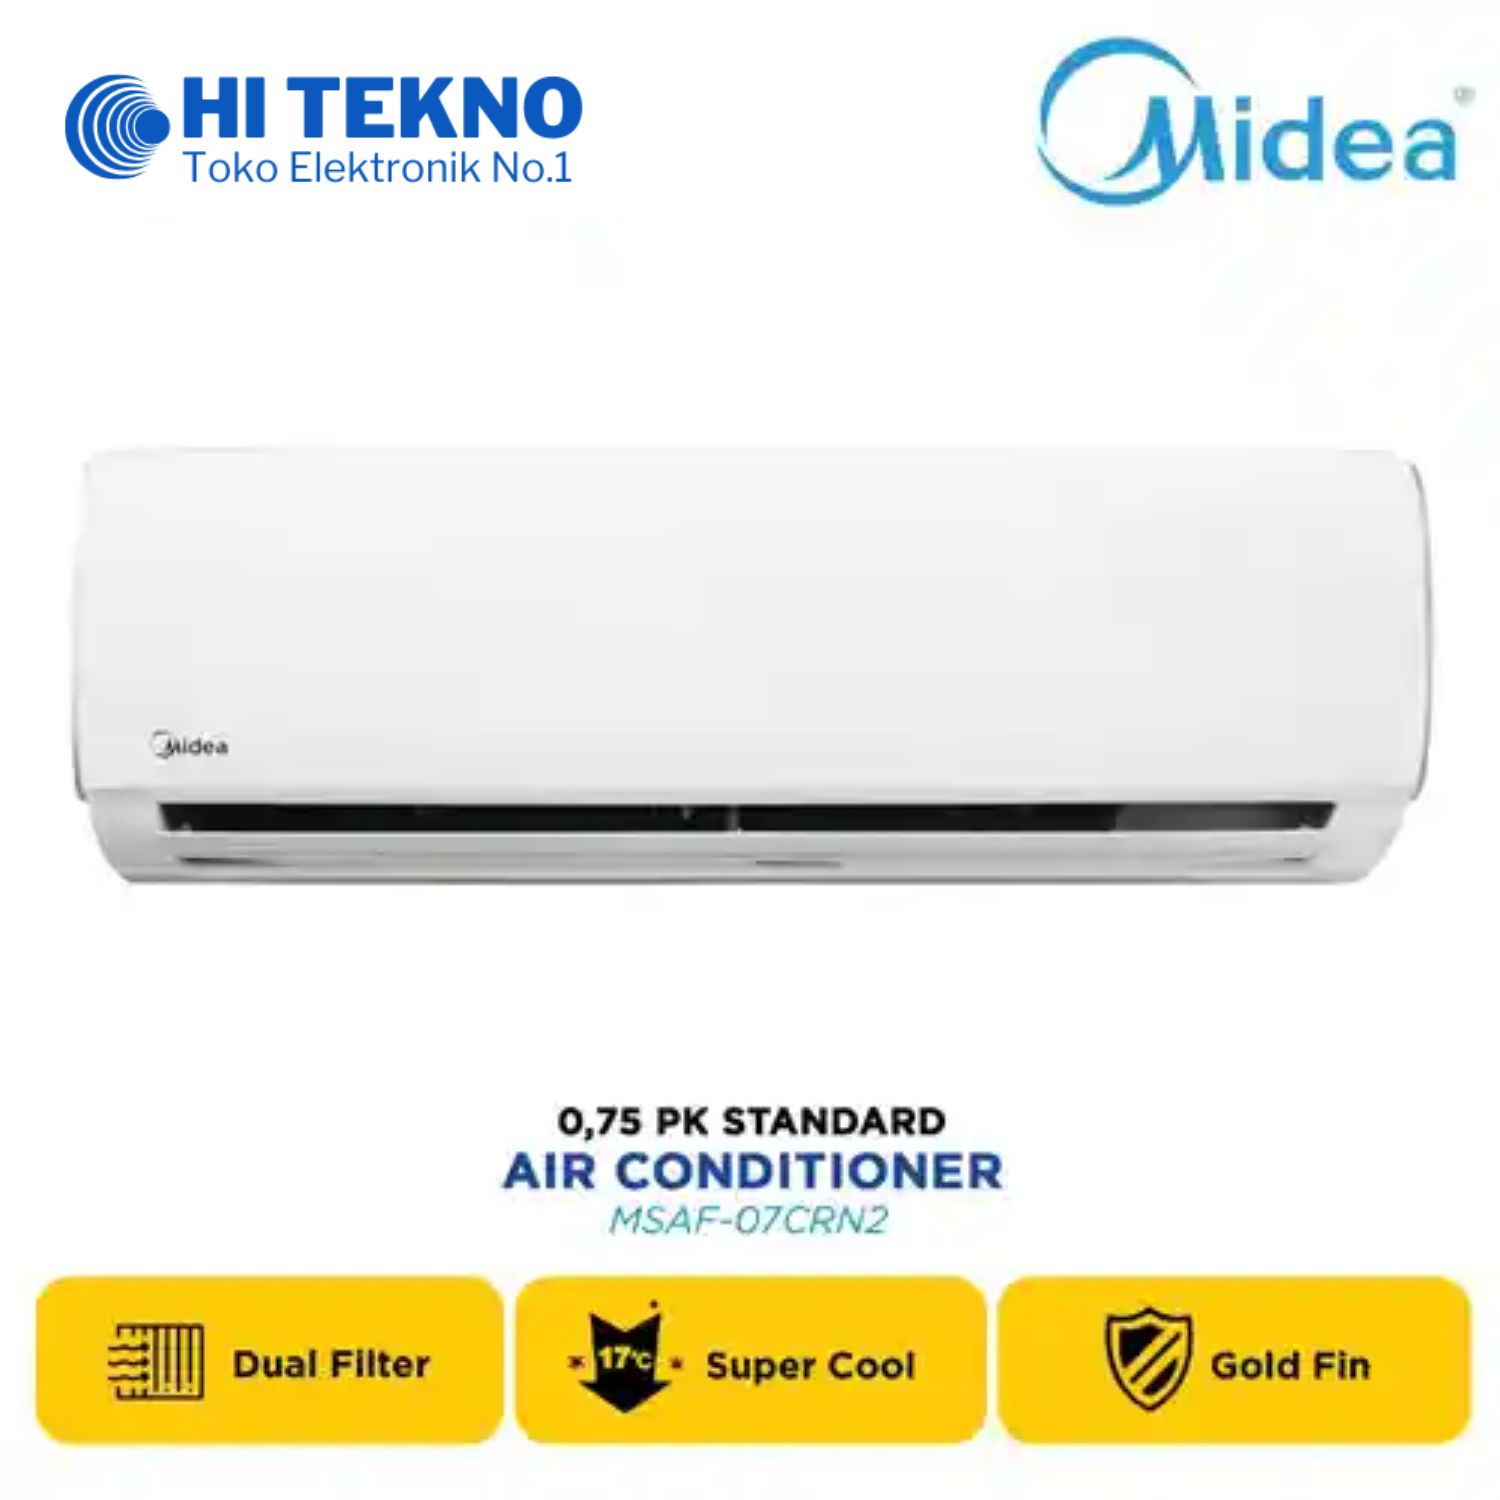 HI TEKNO
Toko Elektronik No.1
Midea®
Midea
0,75 PK STANDARD
AIR CONDITIONER
MSAF-07CRN2
Dual Filter
17°C
Super Cool
Gold Fin